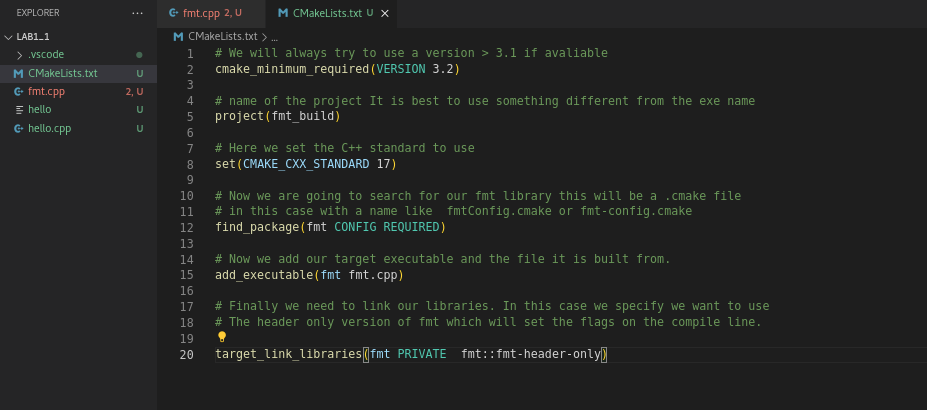 EXPLORER ...
LAB1_1
.vscode
CMakeLists.txt U
fmt.cpp 2, U
hello U
hello.cpp U
fmt.cpp 2, U CMakeLists.txt U
CMakeLists.txt > ...
1 # We will always try to use a version > 3.1 if avaliable
2 cmake_minimum_required(VERSION 3.2)
3
4 # name of the project It is best to use something different from the exe name
5 project(fmt_build)
6
7 # Here we set the C++ standard to use
8 set(CMAKE_CXX_STANDARD 17)
9
10 # Now we are going to search for our fmt library this will be a .cmake file
11 # in this case with a name like  fmtConfig.cmake or fmt-config.cmake
12 find_package(fmt CONFIG REQUIRED)
13
14 # Now we add our target executable and the file it is built from.
15 add_executable(fmt fmt.cpp)
16
17 # Finally we need to link our libraries. In this case we specify we want to use
18 # The header only version of fmt which will set the flags on the compile line.
19
20 target_link_libraries(fmt PRIVATE  fmt::fmt-header-only)